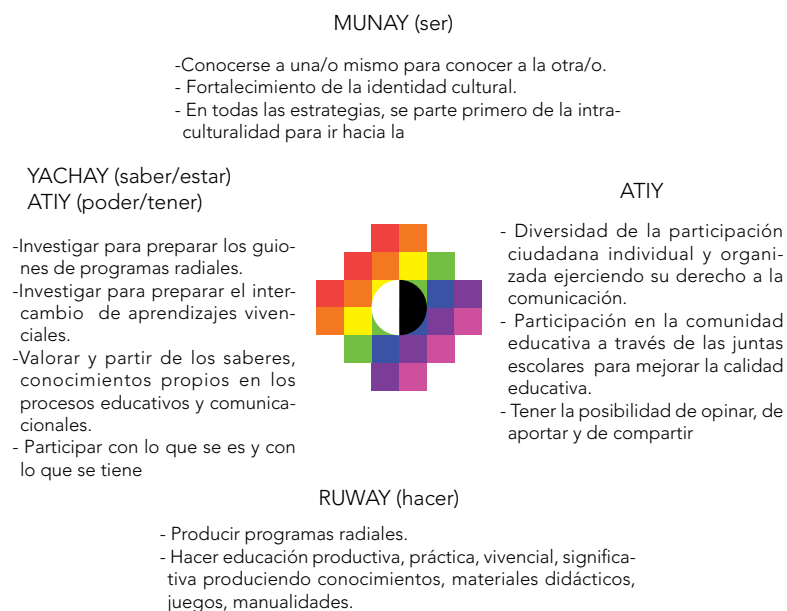 MUNAY (ser)
-Conocerse a una/o mismo para conocer a la otra/o.
- Fortalecimiento de la identidad cultural.
- En todas las estrategias, se parte primero de la intra-
culturalidad para ir hacia la
YACHAY (saber/estar)
ATIY (poder/tener)
-Investigar para preparar los guio-
nes de programas radiales.
-Investigar para preparar el inter-
cambio de aprendizajes viven-
ciales.
-Valorar y partir de los saberes,
conocimientos propios en los
procesos educativos y comunica-
cionales.
- Participar con lo que se es y con
lo que se tiene
ATIY
- Diversidad de la participación
ciudadana individual y organi-
zada ejerciendo su derecho a la
comunicación.
- Participación en la comunidad
educativa a través de las juntas
escolares para mejorar la calidad
educativa.
- Tener la posibilidad de opinar, de
aportar y de compartir
RUWAY (hacer)
- Producir programas radiales.
- Hacer educación productiva, práctica, vivencial, significa-
tiva produciendo conocimientos, materiales didácticos,
juegos, manualidades.